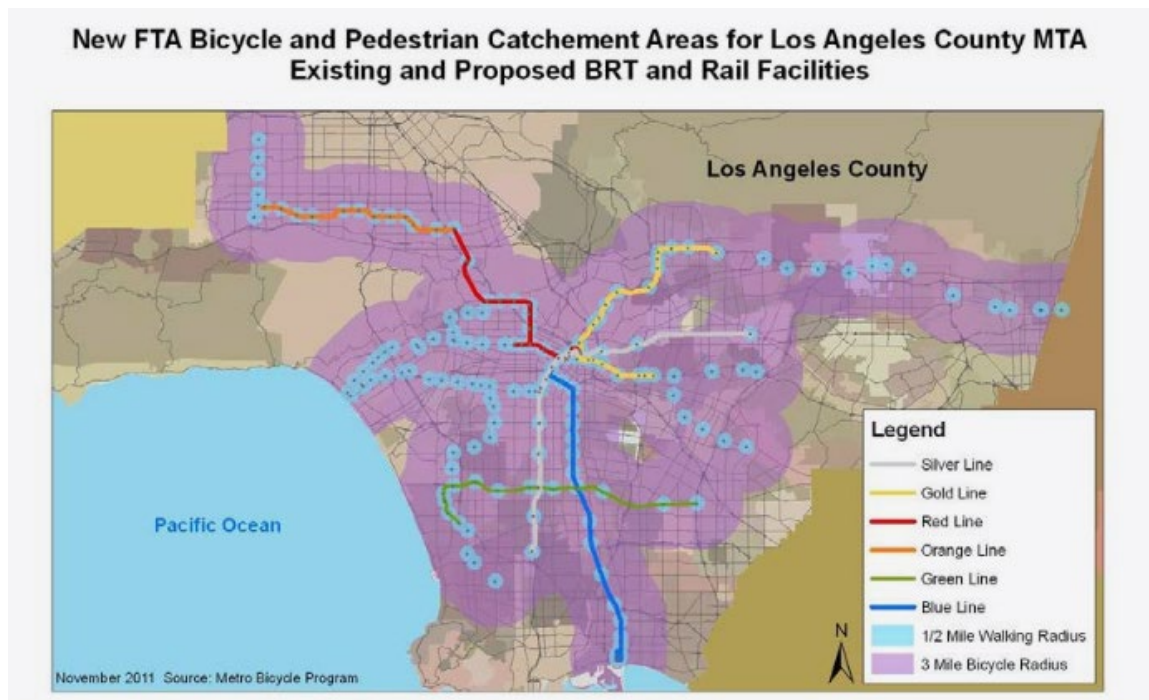 New FTA Bicycle and Pedestrian Catchement Areas for Los Angeles County MTA
Existing and Proposed BRT and Rail Facilities
Los Angeles County
Pacific Ocean
Legend
Silver Line
Gold Line
Red Line
Orange Line
Green Line
Blue Line
1/2 Mile Walking Radius
3 Mile Bicycle Radius
N
November 2011 Source: Metro Bicycle Program